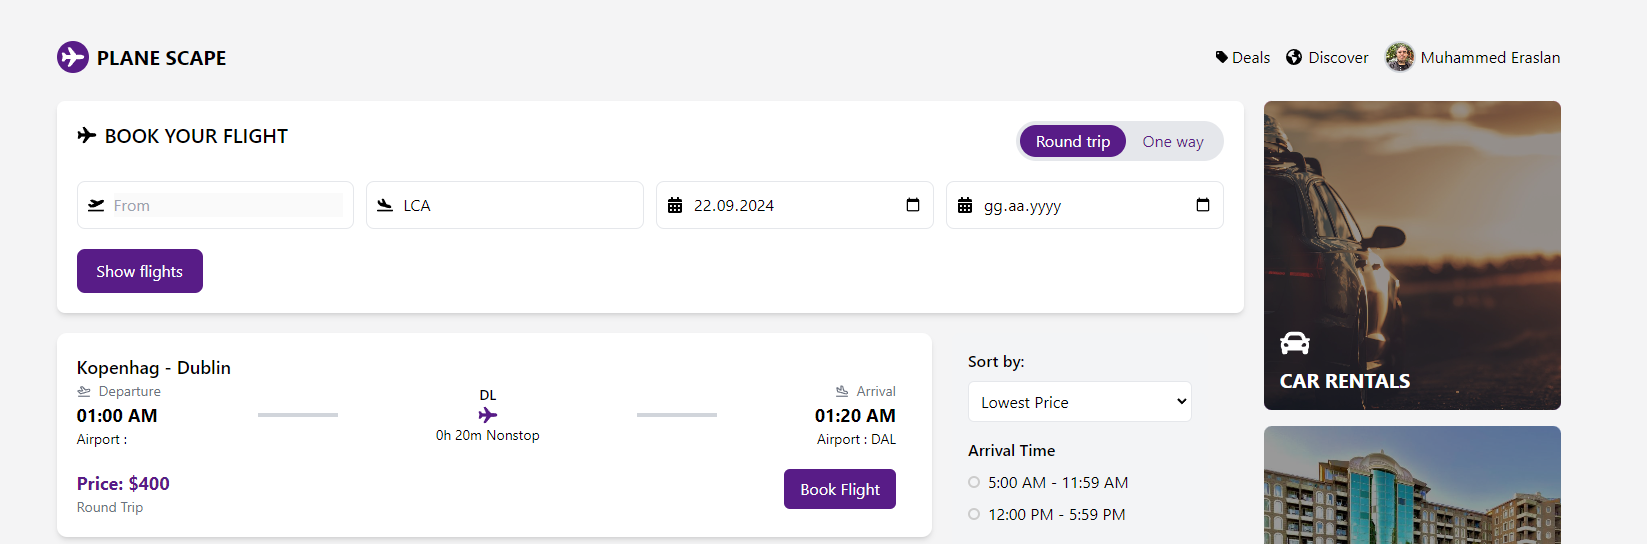 PLANE SCAPE
Deals
Discover
Muhammed Eraslan
BOOK YOUR FLIGHT
Round trip
One way
From
LCA
22.09.2024
gg.aa.yyyy
Show flights
Kopenhag - Dublin
Departure
01:00 AM
Airport :
DL
0h 20m Nonstop
Arrival
01:20 AM
Airport : DAL
Price: $400
Round Trip
Book Flight
Sort by:
Lowest Price
Arrival Time
5:00 AM - 11:59 AM
12:00 PM - 5:59 PM
CAR RENTALS